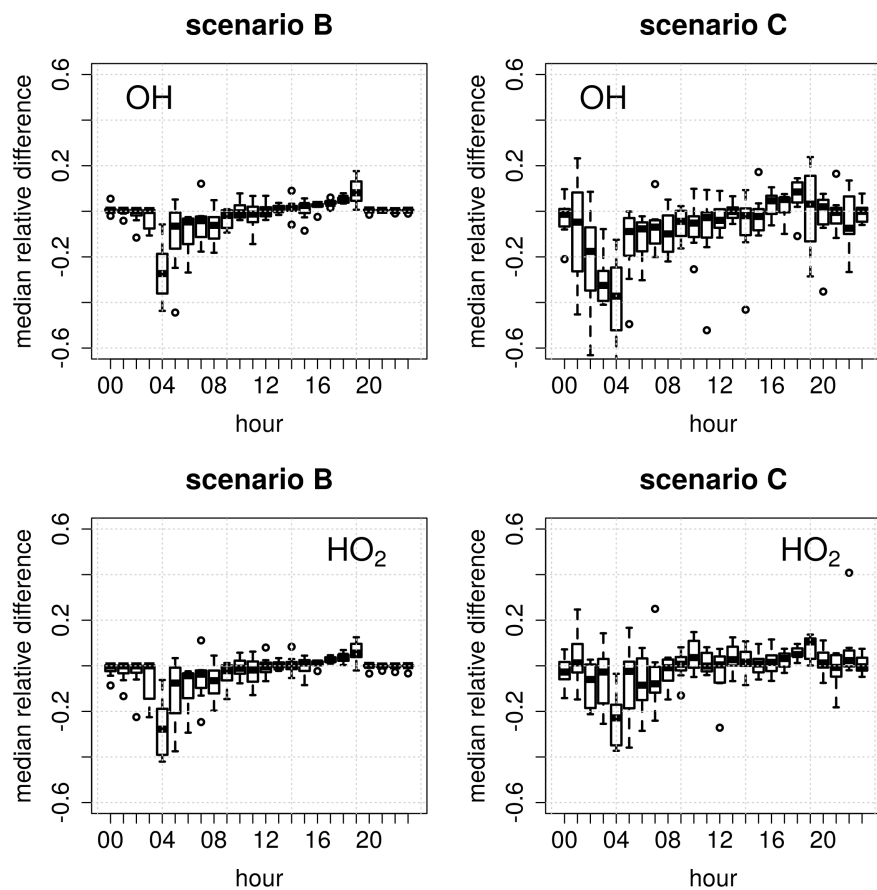 scenario B
scenario C
median relative difference
0.6
0.2
-0.2
-0.6
OH
00 04 08 12 16 20
hour
median relative difference
0.6
0.2
-0.2
-0.6
OH
00 04 08 12 16 20
hour
scenario B
scenario C
median relative difference
0.6
0.2
-0.2
-0.6
HO₂
00 04 08 12 16 20
hour
median relative difference
0.6
0.2
-0.2
-0.6
HO₂
00 04 08 12 16 20
hour